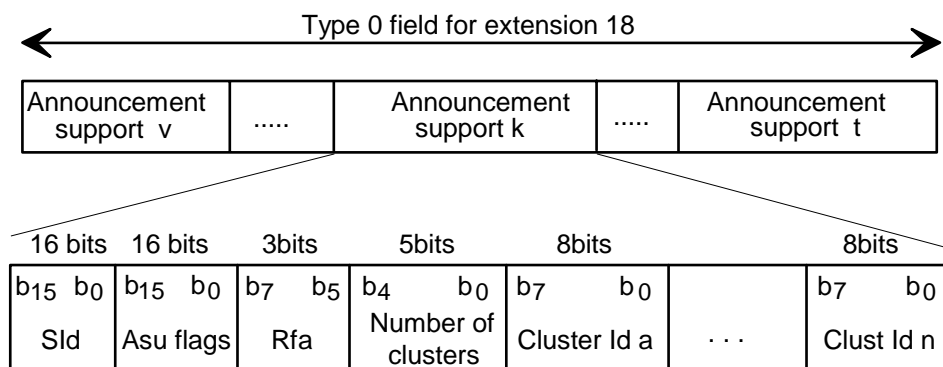 Type 0 field for extension 18
Announcement support v ..... Announcement support k ..... Announcement support t
16 bits 16 bits 3bits 5bits 8bits 8bits
b15 b0 b15 b0 b7 b5 b4 b0 b7 b0 b7 b0
SId Asu flags Rfa Number of clusters Cluster Id a . . . Clust Id n